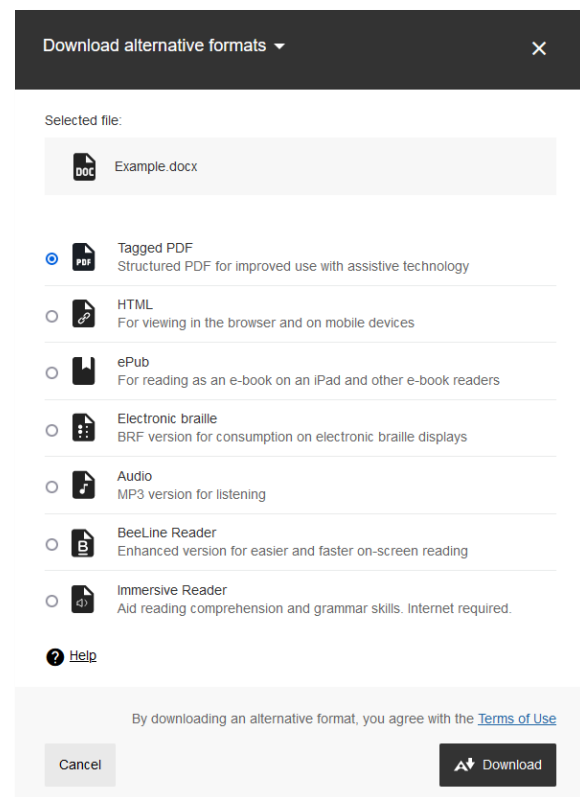 Download alternative formats
Selected file:
DOC
Example.docx
PDF
Tagged PDF
Structured PDF for improved use with assistive technology
HTML
For viewing in the browser and on mobile devices
ePub
For reading as an e-book on an iPad and other e-book readers
Electronic braille
BRF version for consumption on electronic braille displays
Audio
MP3 version for listening
B
BeeLine Reader
Enhanced version for easier and faster on-screen reading
Immersive Reader
Aid reading comprehension and grammar skills. Internet required.
? Help
By downloading an alternative format, you agree with the Terms of Use
Cancel
A Download